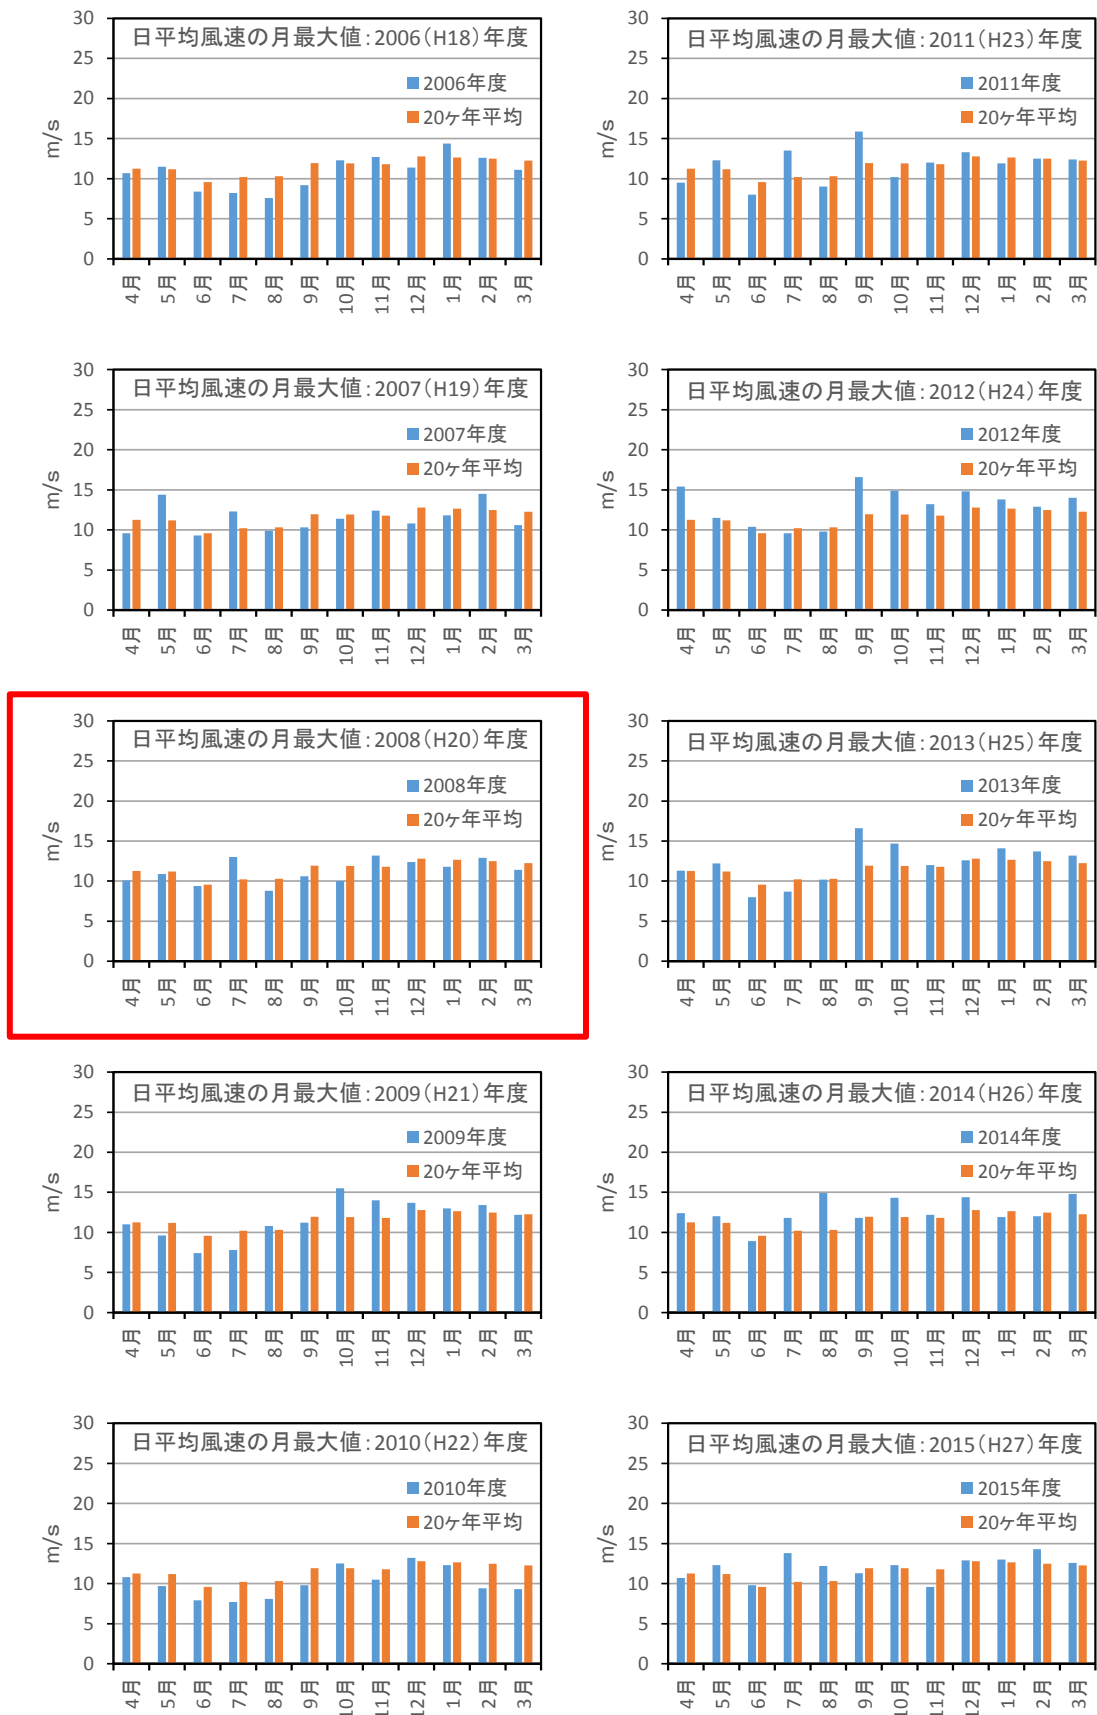 日平均風速の月最大値:2006(H18)年度
2006年度
20ヶ年平均
m/s
30
25
20
15
10
5
0
4月 5月 6月 7月 8月 9月 10月 11月 12月 1月 2月 3月
日平均風速の月最大値:2011(H23)年度
2011年度
20ヶ年平均
m/s
30
25
20
15
10
5
0
4月 5月 6月 7月 8月 9月 10月 11月 12月 1月 2月 3月
日平均風速の月最大値:2007(H19)年度
2007年度
20ヶ年平均
m/s
30
25
20
15
10
5
0
4月 5月 6月 7月 8月 9月 10月 11月 12月 1月 2月 3月
日平均風速の月最大値:2012(H24)年度
2012年度
20ヶ年平均
m/s
30
25
20
15
10
5
0
4月 5月 6月 7月 8月 9月 10月 11月 12月 1月 2月 3月
日平均風速の月最大値:2008(H20)年度
2008年度
20ヶ年平均
m/s
30
25
20
15
10
5
0
4月 5月 6月 7月 8月 9月 10月 11月 12月 1月 2月 3月
日平均風速の月最大値:2013(H25)年度
2013年度
20ヶ年平均
m/s
30
25
20
15
10
5
0
4月 5月 6月 7月 8月 9月 10月 11月 12月 1月 2月 3月
日平均風速の月最大値:2009(H21)年度
2009年度
20ヶ年平均
m/s
30
25
20
15
10
5
0
4月 5月 6月 7月 8月 9月 10月 11月 12月 1月 2月 3月
日平均風速の月最大値:2014(H26)年度
2014年度
20ヶ年平均
m/s
30
25
20
15
10
5
0
4月 5月 6月 7月 8月 9月 10月 11月 12月 1月 2月 3月
日平均風速の月最大値:2010(H22)年度
2010年度
20ヶ年平均
m/s
30
25
20
15
10
5
0
4月 5月 6月 7月 8月 9月 10月 11月 12月 1月 2月 3月
日平均風速の月最大値:2015(H27)年度
2015年度
20ヶ年平均
m/s
30
25
20
15
10
5
0
4月 5月 6月 7月 8月 9月 10月 11月 12月 1月 2月 3月